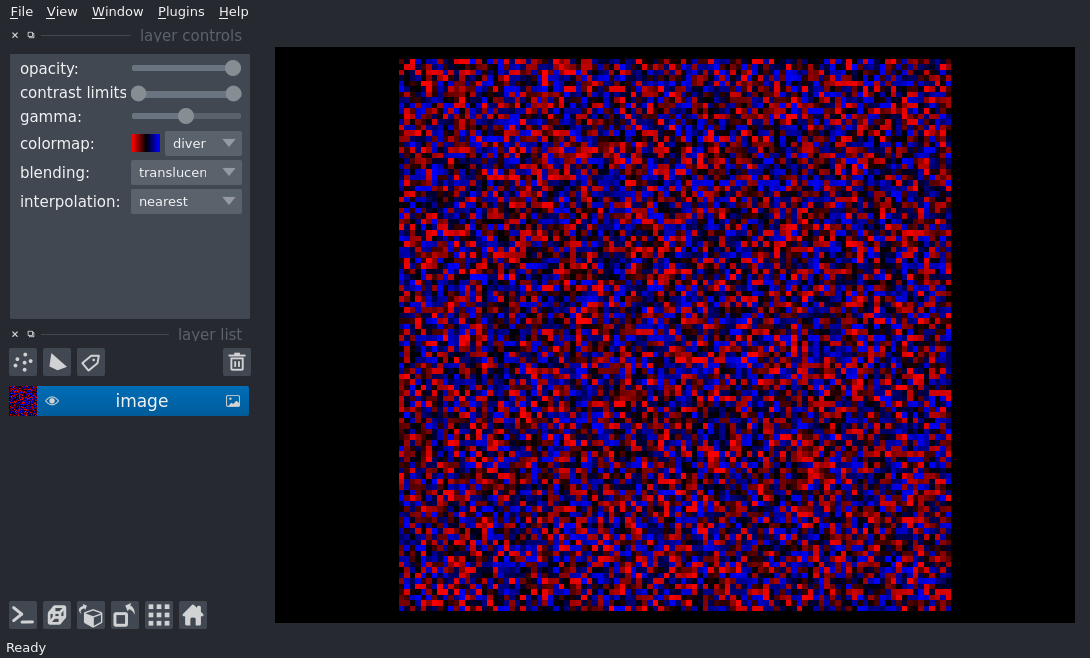 File View Window Plugins Help
layer controls
opacity:
contrast limits
gamma:
colormap: diver
blending: translucen
interpolation: nearest
layer list
image
Ready